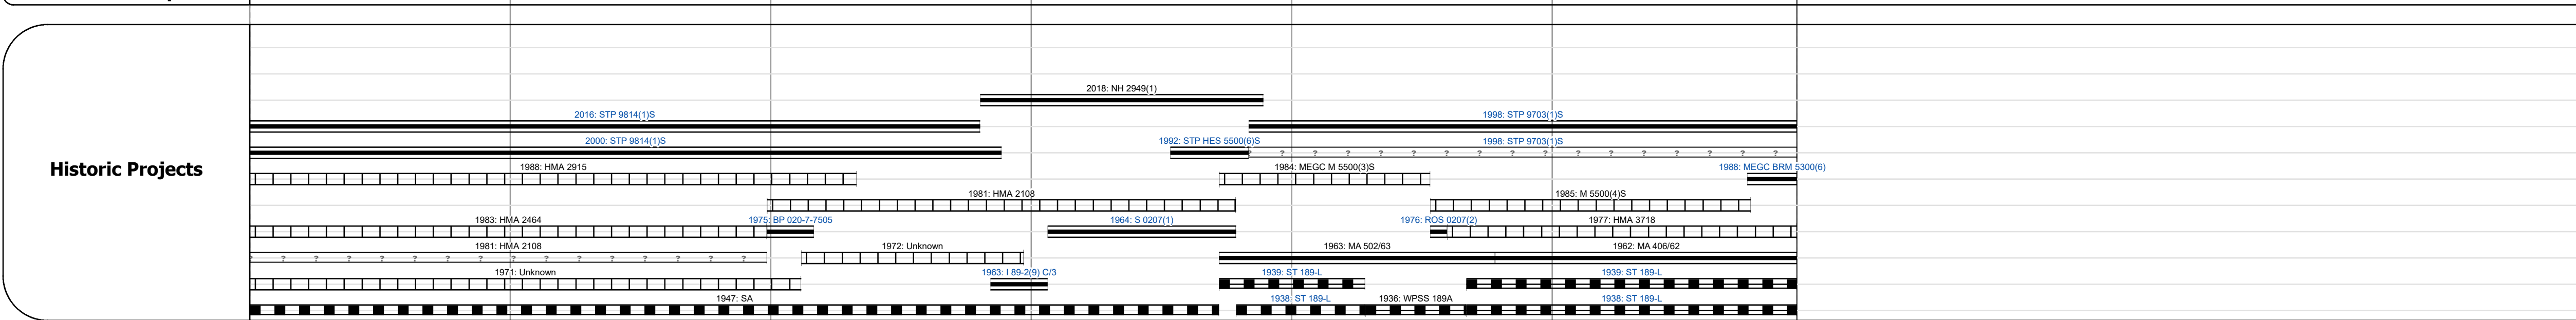 2018: NH 2949(1)
2016: STP 9814(1)S 1998: STP 9703(1)S
2000: STP 9814(1)S 1992: STP HES 5500(6)S 1998: STP 9703(1)S
? ? ? ? ? ? ? ? ? ? ? ? ? ? ? ? ?
1988: HMA 2915 1984: MEGC M 5500(3)S 1988: MEGC BRM 5300(6)
Historic Projects
1981: HMA 2108 1985: M 5500(4)S
1983: HMA 2464 1975: BP 020-7-7505 1964: S 0207(1) 1976: ROS 0207(2) 1977: HMA 3718
1981: HMA 2108 1972: Unknown 1963: MA 502/63 1962: MA 406/62
? ? ? ? ? ? ? ? ? ? ? ? ? ? ? ?
1971: Unknown 1963: I 89-2(9) C/3 1939: ST 189-L 1939: ST 189-L
1947: SA 1938: ST 189-L 1936: WPSS 189A 1938: ST 189-L